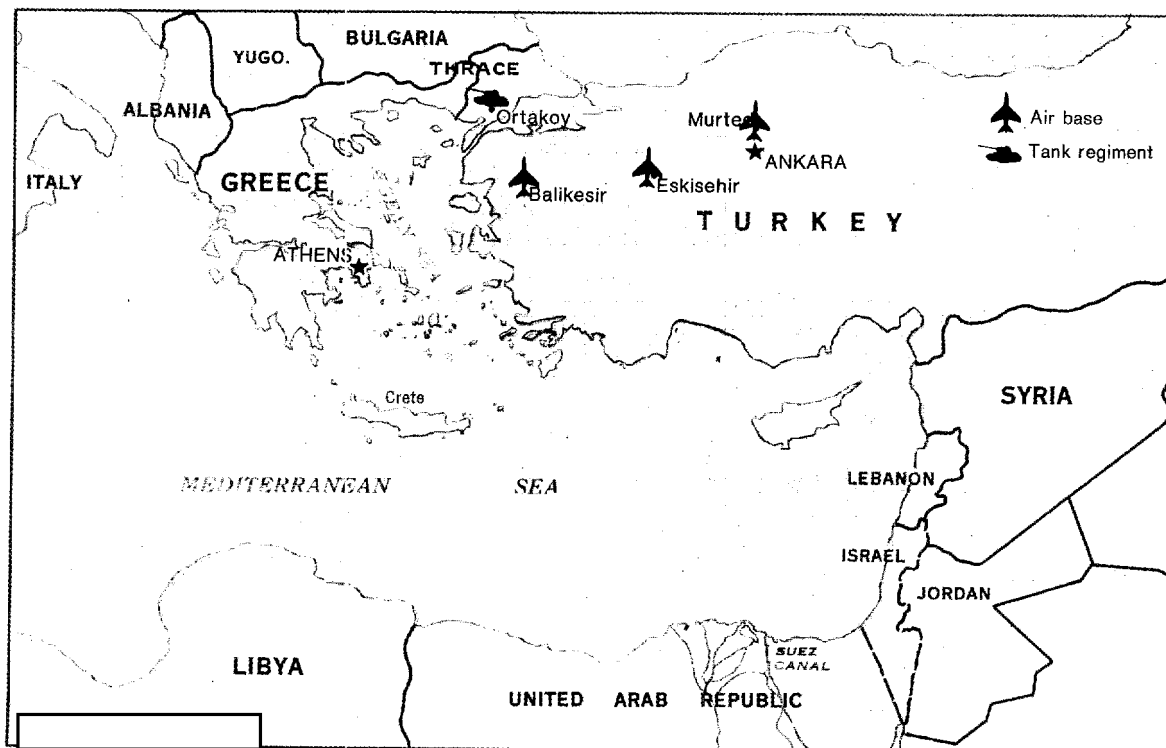 BULGARIA
YUGO.
THRACE
ALBANIA
Ortakoy
Murted
Air base
ANKARA
Tank regiment
ITALY
GREECE
Balikesir
Eskisehir
TURKEY
ATHENS
Crete
SYRIA
MEDITERRANEAN SEA
LEBANON
ISRAEL
JORDAN
SUEZ
CANAL
LIBYA
UNITED ARAB REPUBLIC